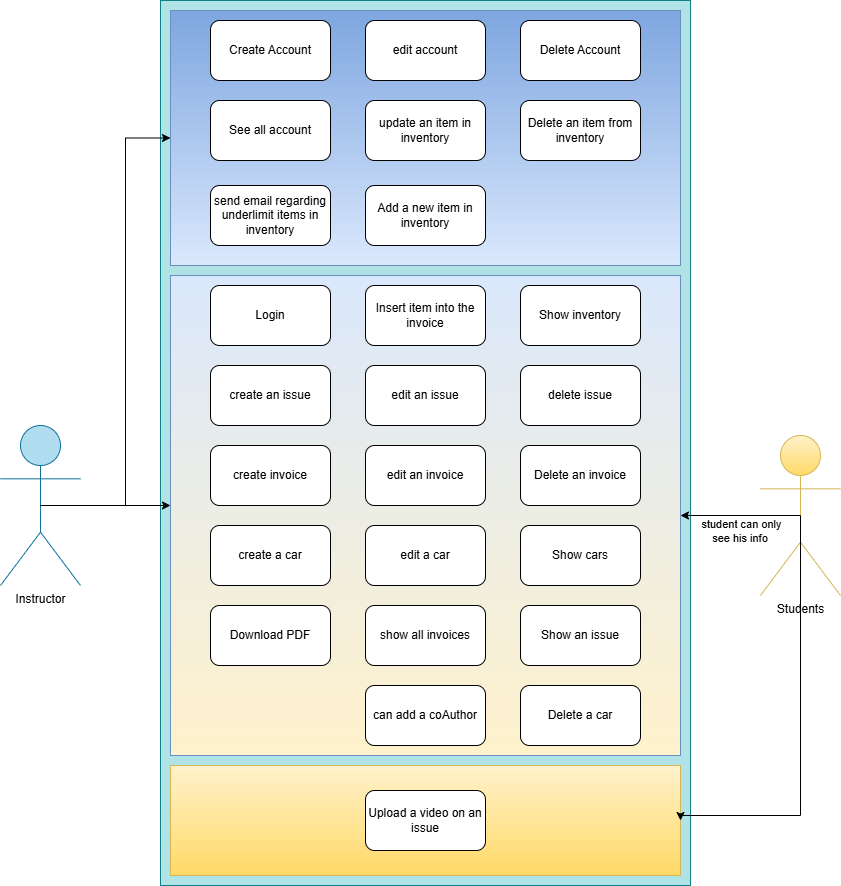 Create Account
edit account
Delete Account
See all account
update an item in
inventory
Delete an item from
inventory
send email regarding
underlimit items in
inventory
Add a new item in
inventory
Login
Insert item into the
invoice
Show inventory
create an issue
edit an issue
delete issue
create invoice
edit an invoice
Delete an invoice
student can only
see his info
create a car
edit a car
Show cars
Instructor
Students
Download PDF
show all invoices
Show an issue
can add a coAuthor
Delete a car
Upload a video on an
issue